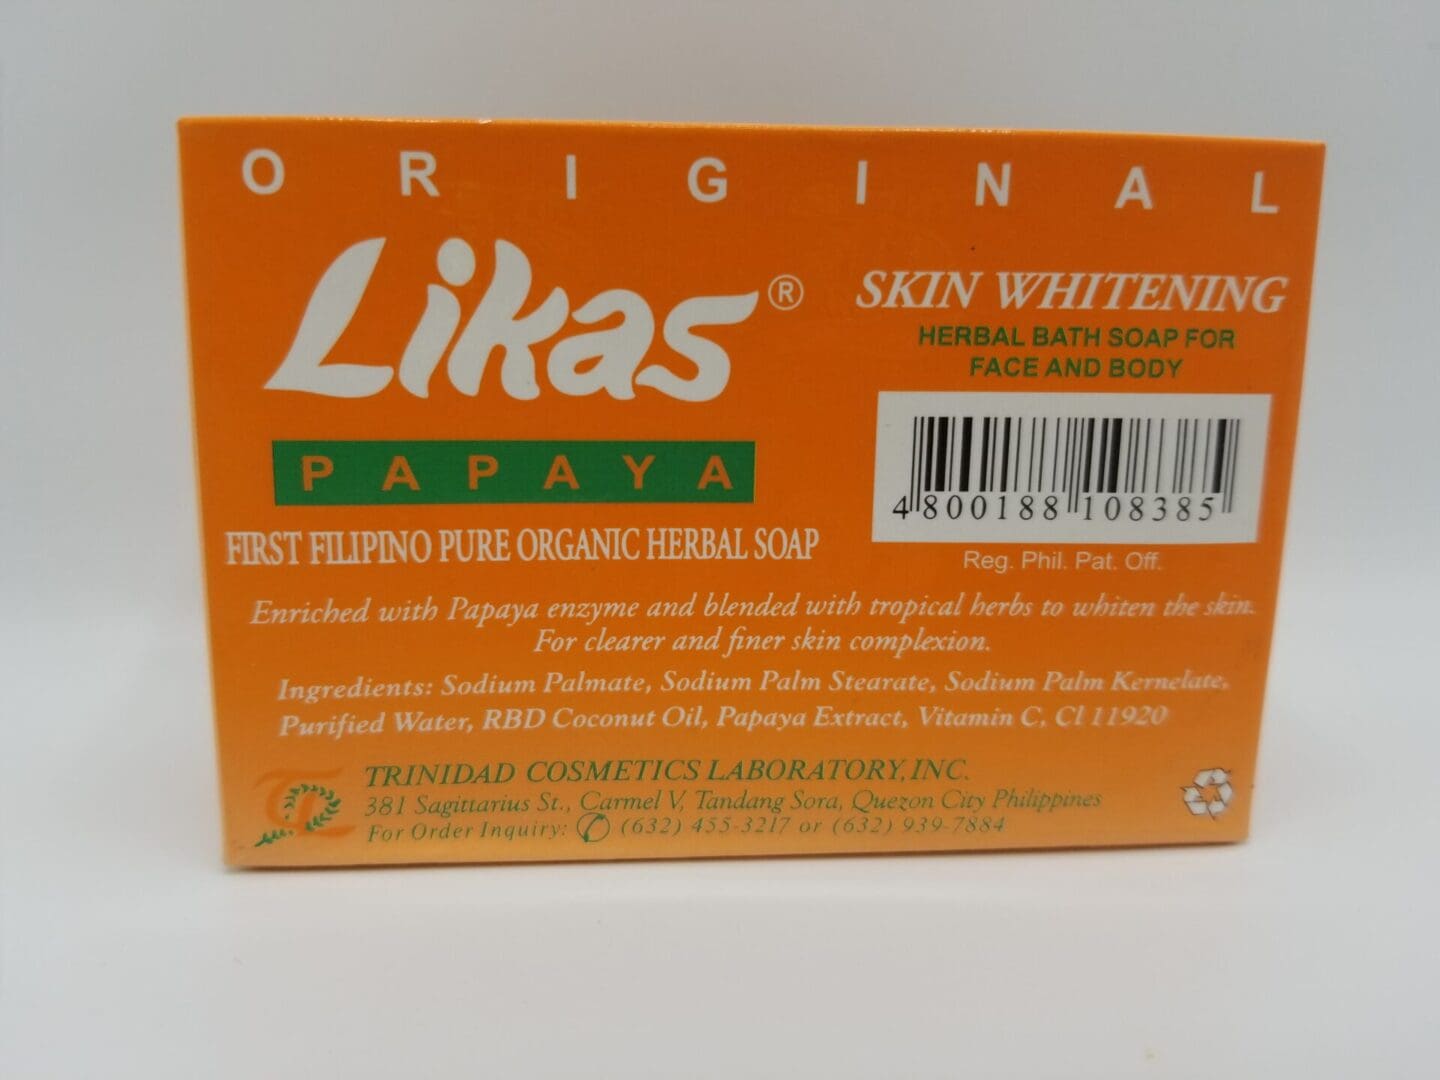 ORIGINAL
Likas®
PAPAYA
FIRST FILIPINO PURE ORGANIC HERBAL SOAP
SKIN WHITENING
HERBAL BATH SOAP FOR
FACE AND BODY
4 800188 108385
Reg. Phil. Pat. Off.
Enriched with Papaya enzyme and blended with tropical herbs to whiten the skin.
For clearer and finer skin complexion.
Ingredients: Sodium Palmate, Sodium Palm Stearate, Sodium Palm Kernelate,
Purified Water, RBD Coconut Oil, Papaya Extract, Vitamin C, Cl 11920
TRINIDAD COSMETICS LABORATORY, INC.
381 Sagittarius St., Carmel V, Tandang Sora, Quezon City Philippines
For Order Inquiry: (632) 455-3217 or (632) 939-7884